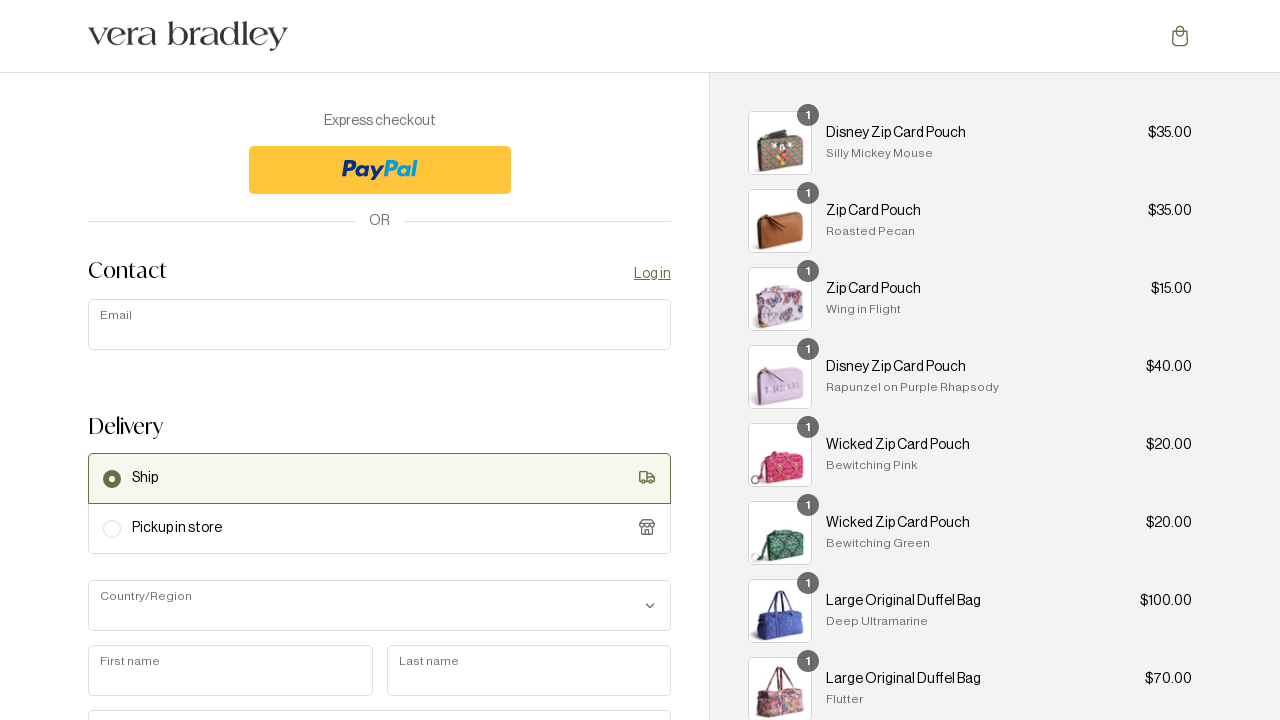 vera bradley
Express checkout
PayPal
OR
Contact
Log in
Email
Delivery
Ship
Pickup in store
Country/Region
First name
Last name
1
Disney Zip Card Pouch
$35.00
Silly Mickey Mouse
1
Zip Card Pouch
$35.00
Roasted Pecan
1
Zip Card Pouch
$15.00
Wing in Flight
1
Disney Zip Card Pouch
$40.00
Rapunzel on Purple Rhapsody
1
Wicked Zip Card Pouch
$20.00
Bewitching Pink
1
Wicked Zip Card Pouch
$20.00
Bewitching Green
1
Large Original Duffel Bag
$100.00
Deep Ultramarine
1
Large Original Duffel Bag
$70.00
Flutter